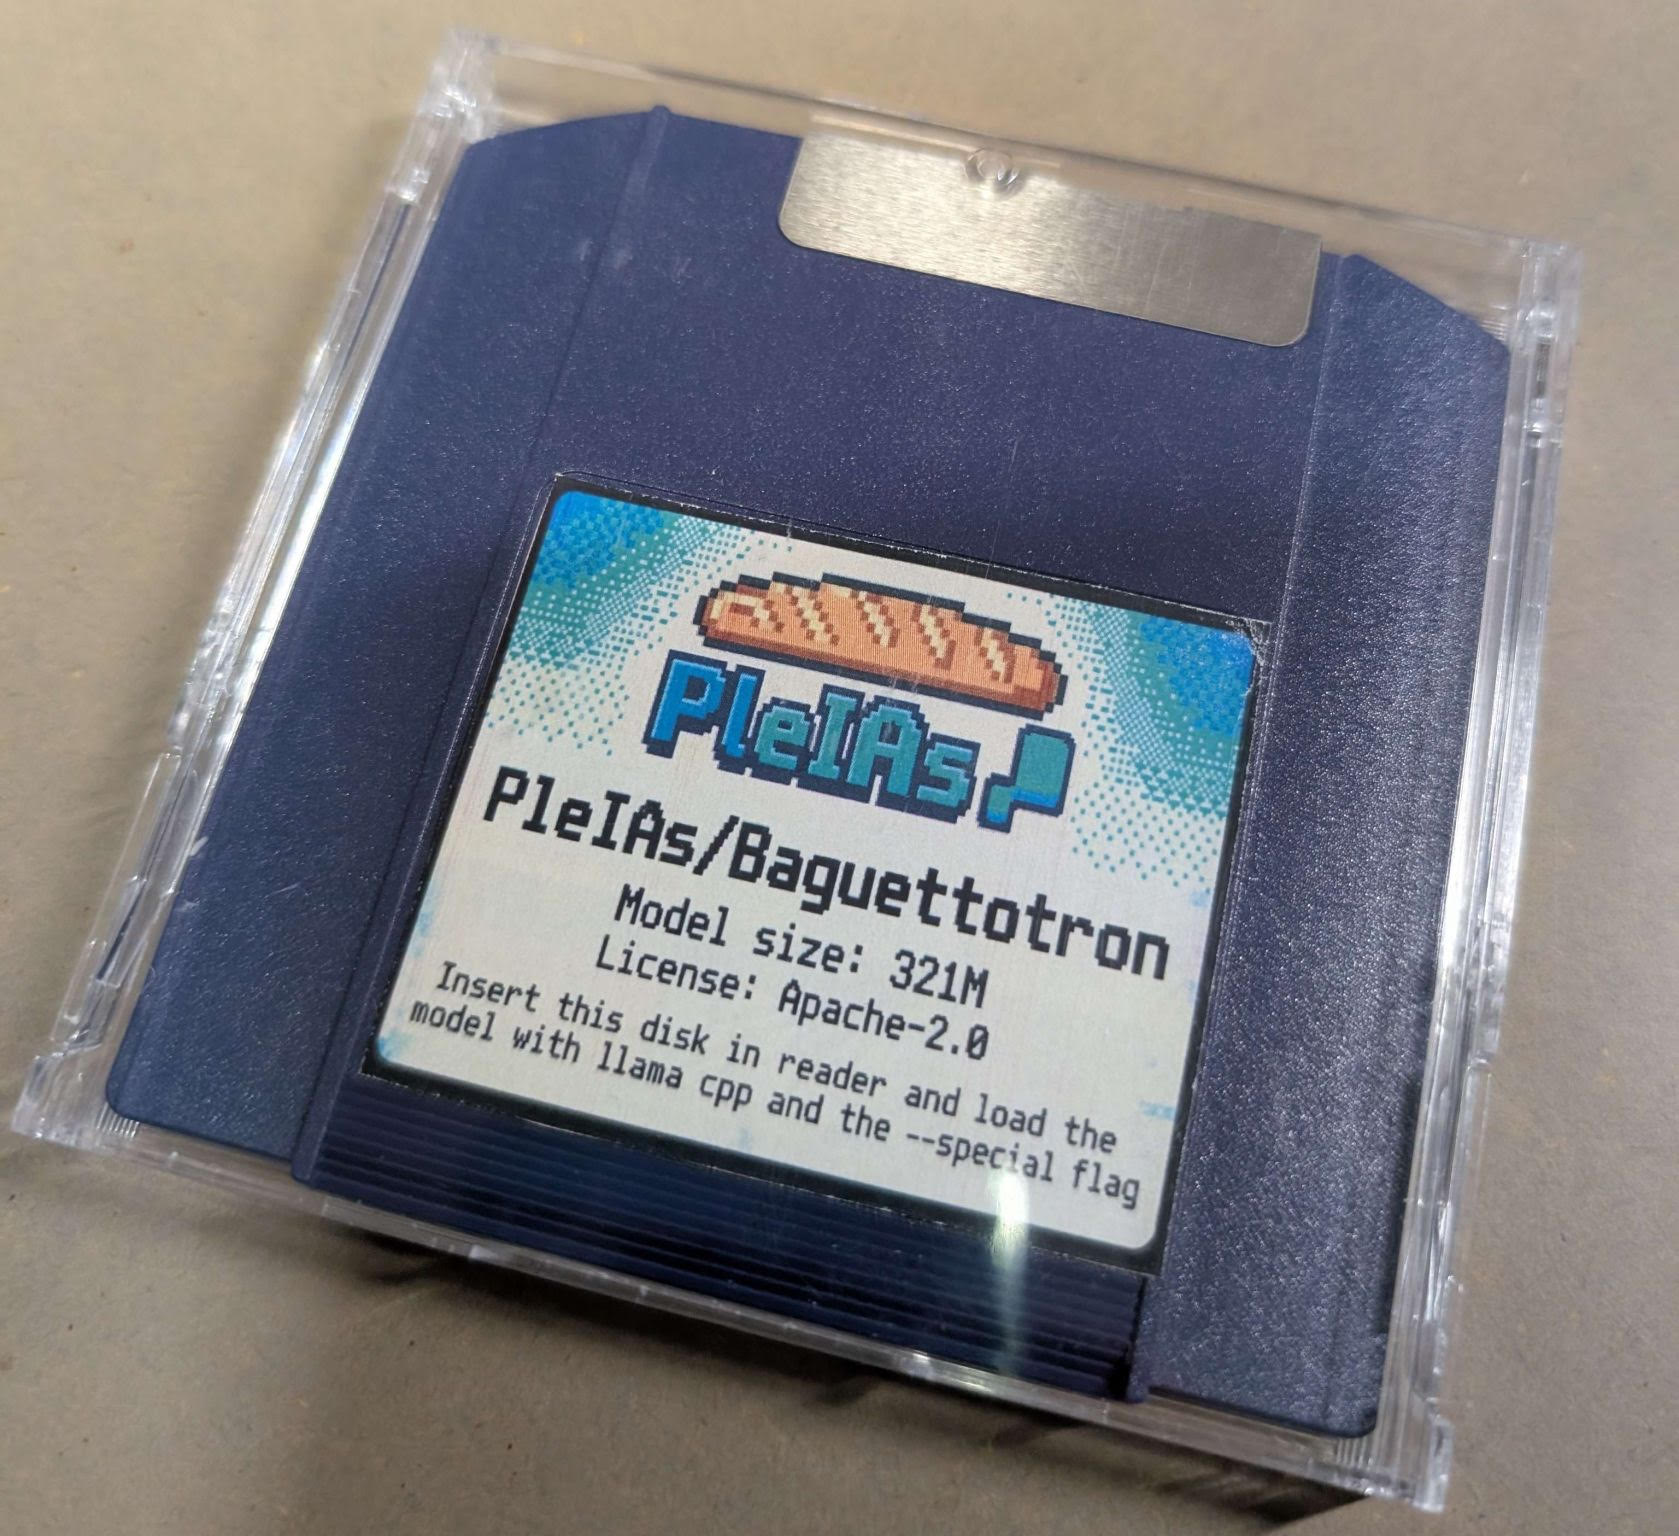 PleIAs
PleIAs/Baguettotron
Model size: 321M
License: Apache-2.0
Insert this disk in reader and load the
model with llama cpp and the --special flag